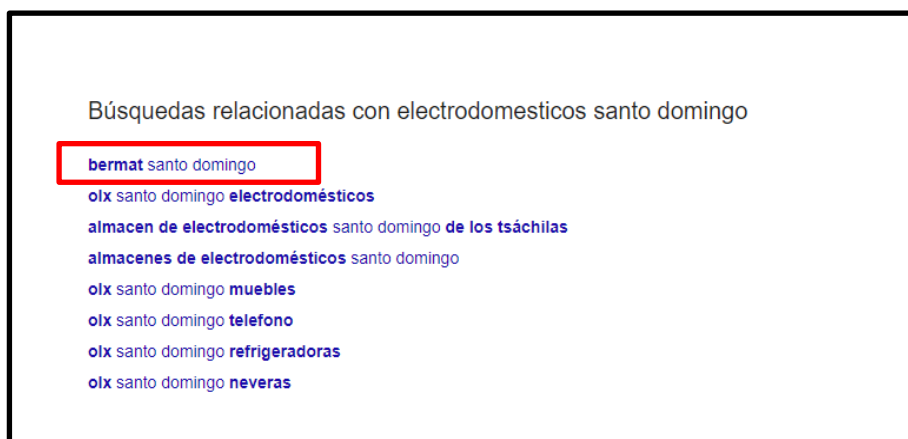 Búsquedas relacionadas con electrodomesticos santo domingo
bermat santo domingo
olx santo domingo electrodomésticos
almacen de electrodomésticos santo domingo de los tsáchilas
almacenes de electrodomésticos santo domingo
olx santo domingo muebles
olx santo domingo telefono
olx santo domingo refrigeradoras
olx santo domingo neveras